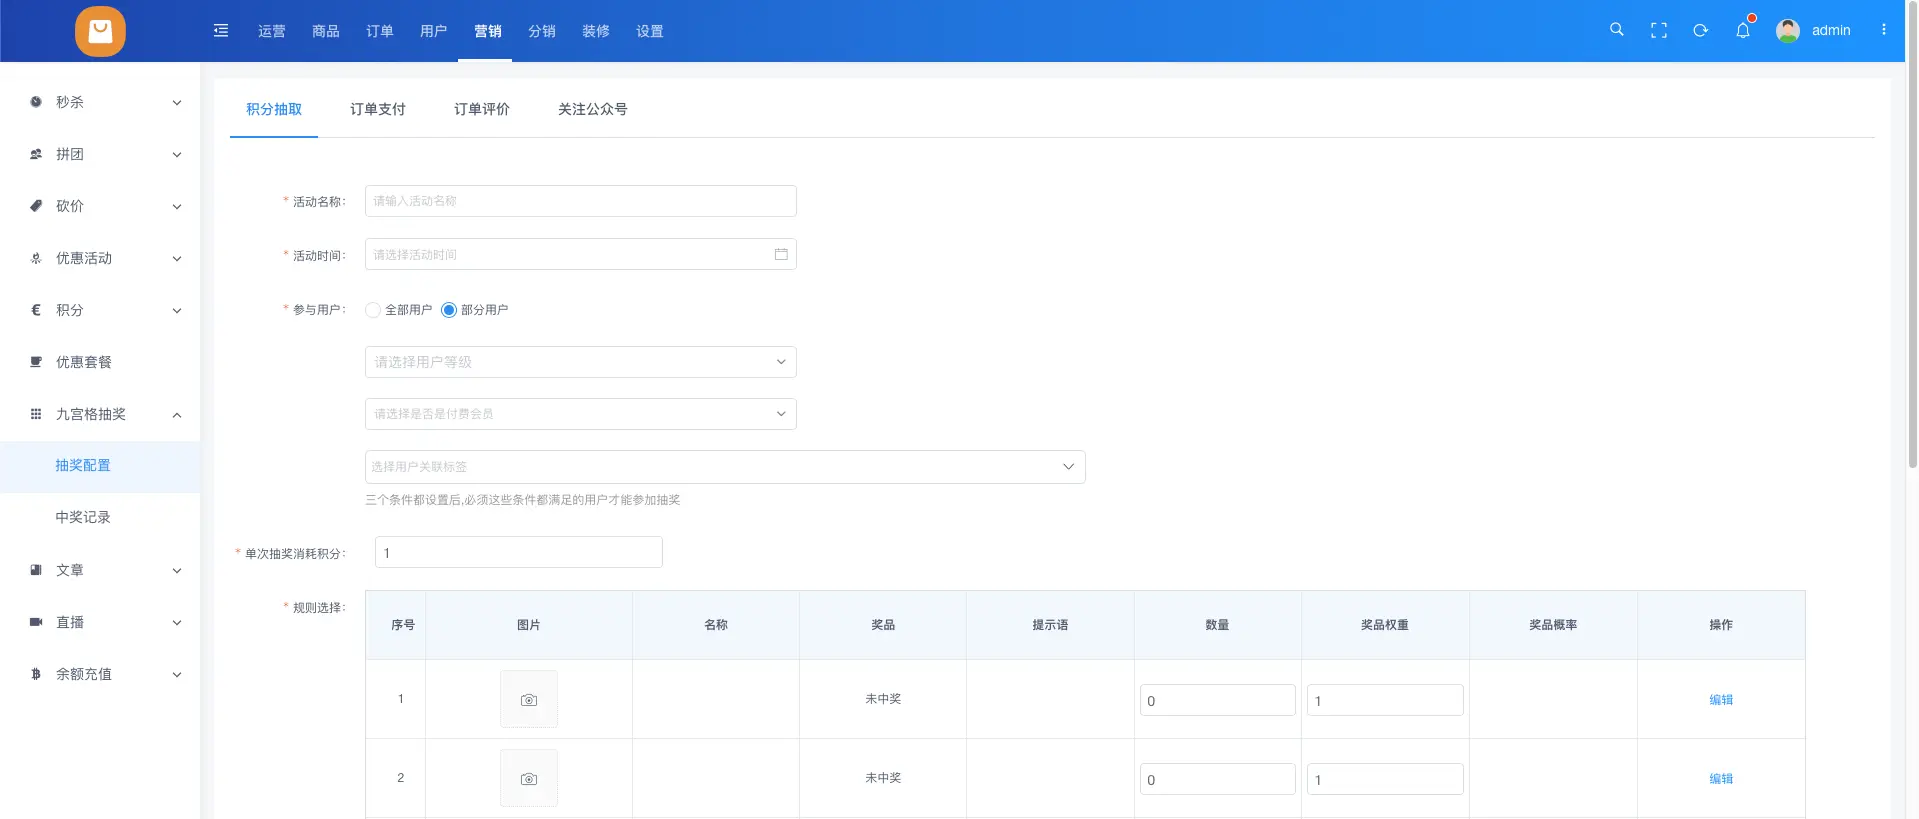 运营 商品 订单 用户 营销 分销 装修 设置 admin
秒杀
拼团
砍价
优惠活动
积分
优惠套餐
九宫格抽奖
抽奖配置
中奖记录
文章
直播
余额充值
积分抽取 订单支付 订单评价 关注公众号
* 活动名称: 请输入活动名称
* 活动时间: 请选择活动时间
* 参与用户: 全部用户 部分用户
请选择用户等级
请选择是否是付费会员
选择用户关联标签
三个条件都设置后,必须这些条件都满足的用户才能参加抽奖
* 单次抽奖消耗积分: 1
* 规则选择:
序号 图片 名称 奖品 提示语 数量 奖品权重 奖品概率 操作
1 未中奖 0 1 编辑
2 未中奖 0 1 编辑